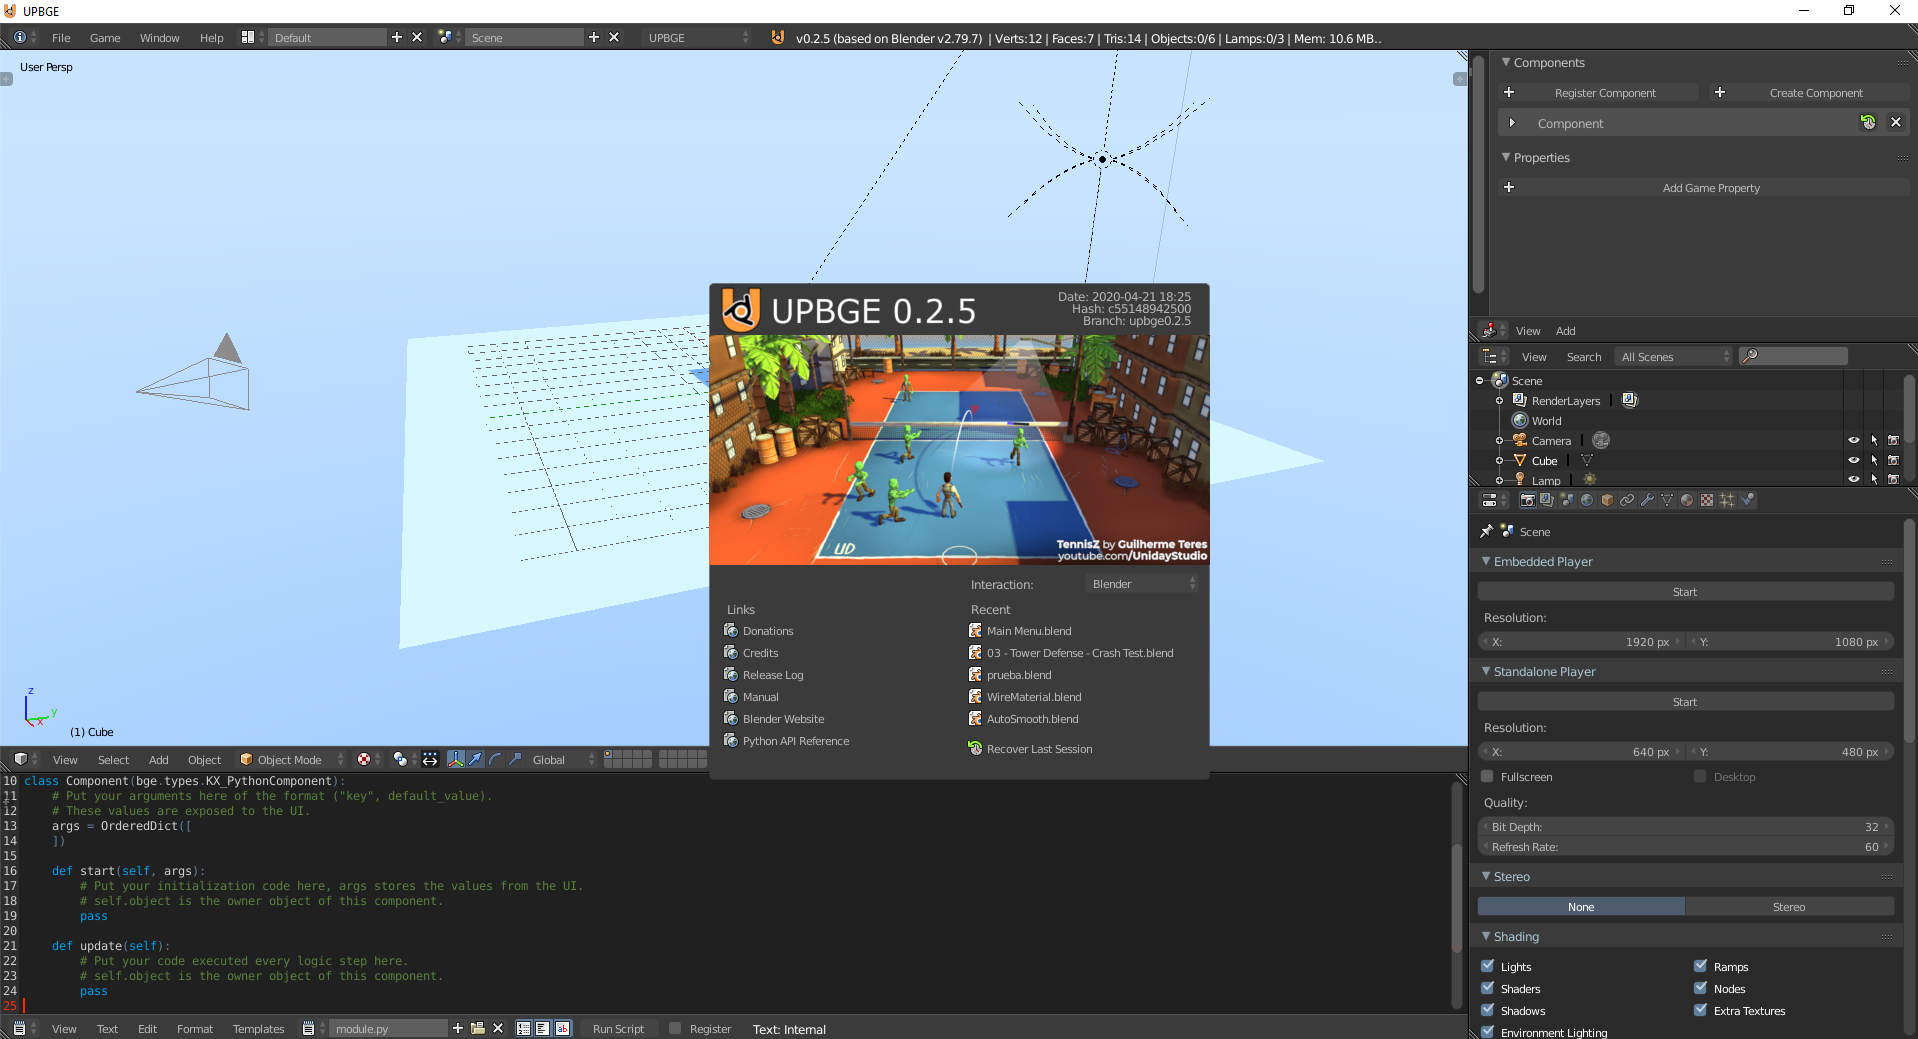 UPBGE
File Game Window Help Default Scene UPBGE v0.2.5 (based on Blender v2.79.7) | Verts:12 | Faces:7 | Tris:14 | Objects:0/6 | Lamps:0/3 | Mem: 10.6 MB..
User Persp
Components
Register Component Create Component
Component
Properties
Add Game Property
View Add
View Search All Scenes
Scene
RenderLayers
World
Camera
Cube
Lamp
UPBGE 0.2.5
Date: 2020-04-21 18:25
Hash: c55148942500
Branch: upbge0.2.5
UD
TennisZ by Guilherme Teres
youtube.com/UnidayStudio
Interaction: Blender
Links
Donations
Credits
Release Log
Manual
Blender Website
Python API Reference
Recent
Main Menu.blend
03 - Tower Defense - Crash Test.blend
prueba.blend
WireMaterial.blend
AutoSmooth.blend
Recover Last Session
z
y
x
(1) Cube
View Select Add Object Object Mode Global
10 class Component(bge.types.KX_PythonComponent):
11 # Put your arguments here of the format ("key", default_value).
12 # These values are exposed to the UI.
13 args = OrderedDict([
14 ])
15
16 def start(self, args):
17 # Put your initialization code here, args stores the values from the UI.
18 # self.object is the owner object of this component.
19 pass
20
21 def update(self):
22 # Put your code executed every logic step here.
23 # self.object is the owner object of this component.
24 pass
25
View Text Edit Format Templates module.py Run Script Register Text: Internal
Scene
Embedded Player
Start
Resolution:
X: 1920 px Y: 1080 px
Standalone Player
Start
Resolution:
X: 640 px Y: 480 px
Fullscreen Desktop
Quality:
Bit Depth: 32
Refresh Rate: 60
Stereo
None Stereo
Shading
Lights Ramps
Shaders Nodes
Shadows Extra Textures
Environment Lighting